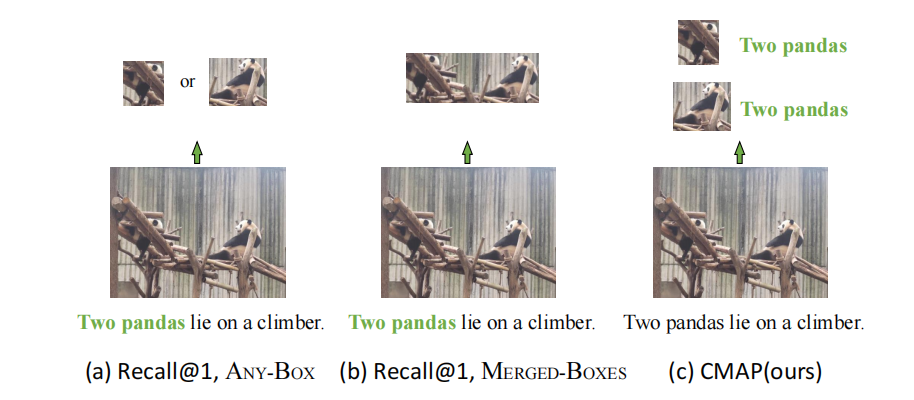 Two pandas
or
Two pandas
Two pandas lie on a climber. Two pandas lie on a climber. Two pandas lie on a climber.
(a) Recall@1, ANY-BOX (b) Recall@1, MERGED-BOXES (c) CMAP(ours)